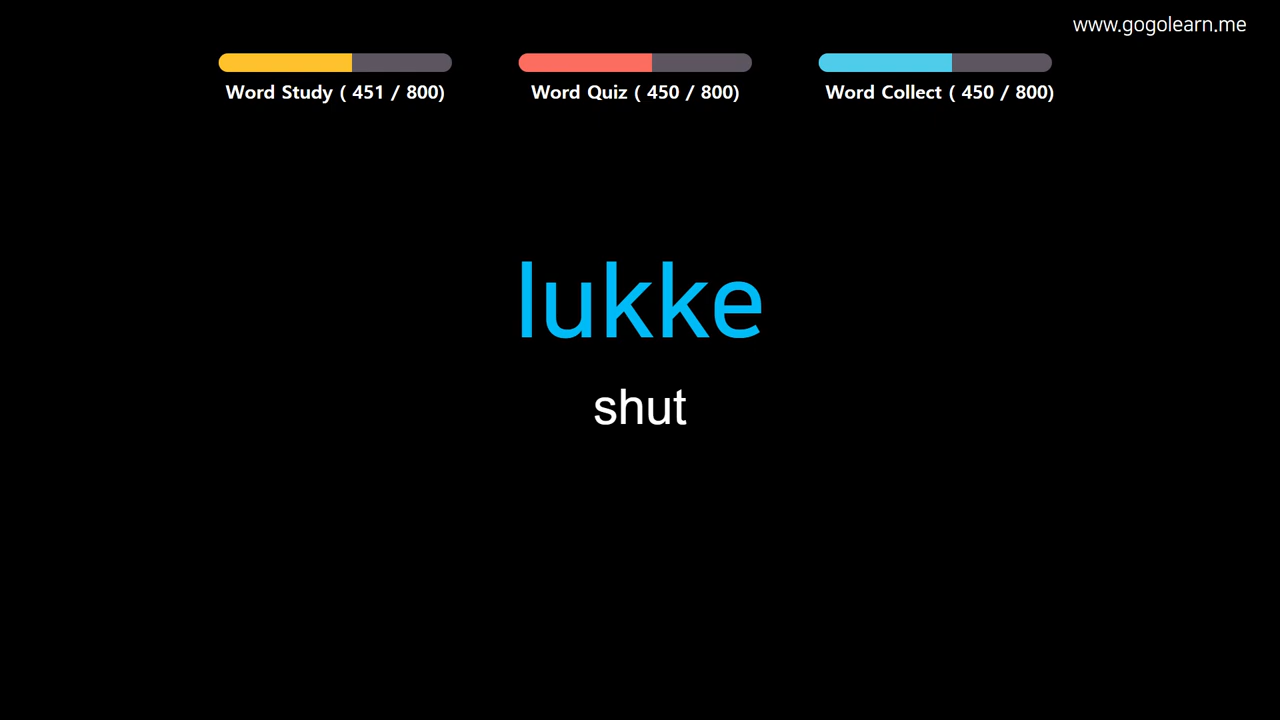 www.gogolearn.me
Word Study ( 451 / 800)
Word Quiz ( 450 / 800)
Word Collect ( 450 / 800)
lukke
shut